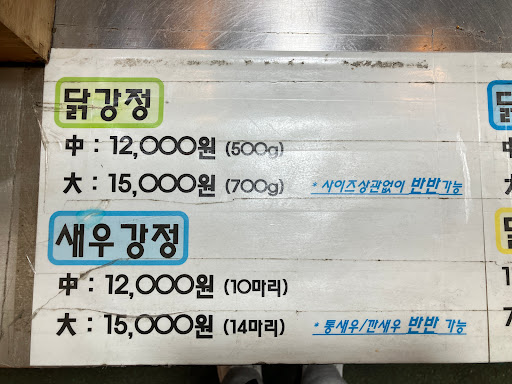 닭강정
中 : 12,000원 (500g)
大 : 15,000원 (700g)
* 사이즈상관없이 반반가능
새우강정
中 : 12,000원 (10마리)
大 : 15,000원 (14마리)
* 통새우/깐새우 반반 가능